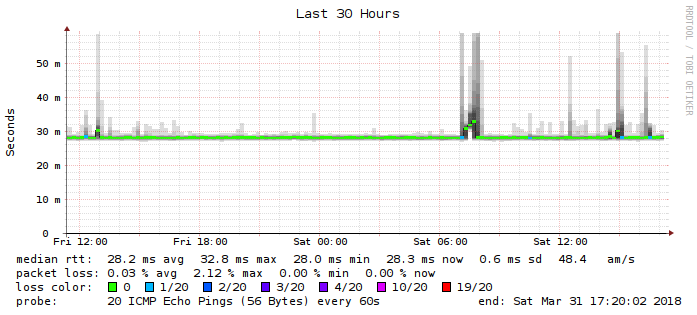 Last 30 Hours
RRDTOOL / TOBI OETIKER
Seconds
50 m
40 m
30 m
20 m
10 m
0
Fri 12:00 Fri 18:00 Sat 00:00 Sat 06:00 Sat 12:00
median rtt: 28.2 ms avg 32.8 ms max 28.0 ms min 28.3 ms now 0.6 ms sd 48.4 am/s
packet loss: 0.03 % avg 2.12 % max 0.00 % min 0.00 % now
loss color: 0 1/20 2/20 3/20 4/20 10/20 19/20
probe: 20 ICMP Echo Pings (56 Bytes) every 60s end: Sat Mar 31 17:20:02 2018